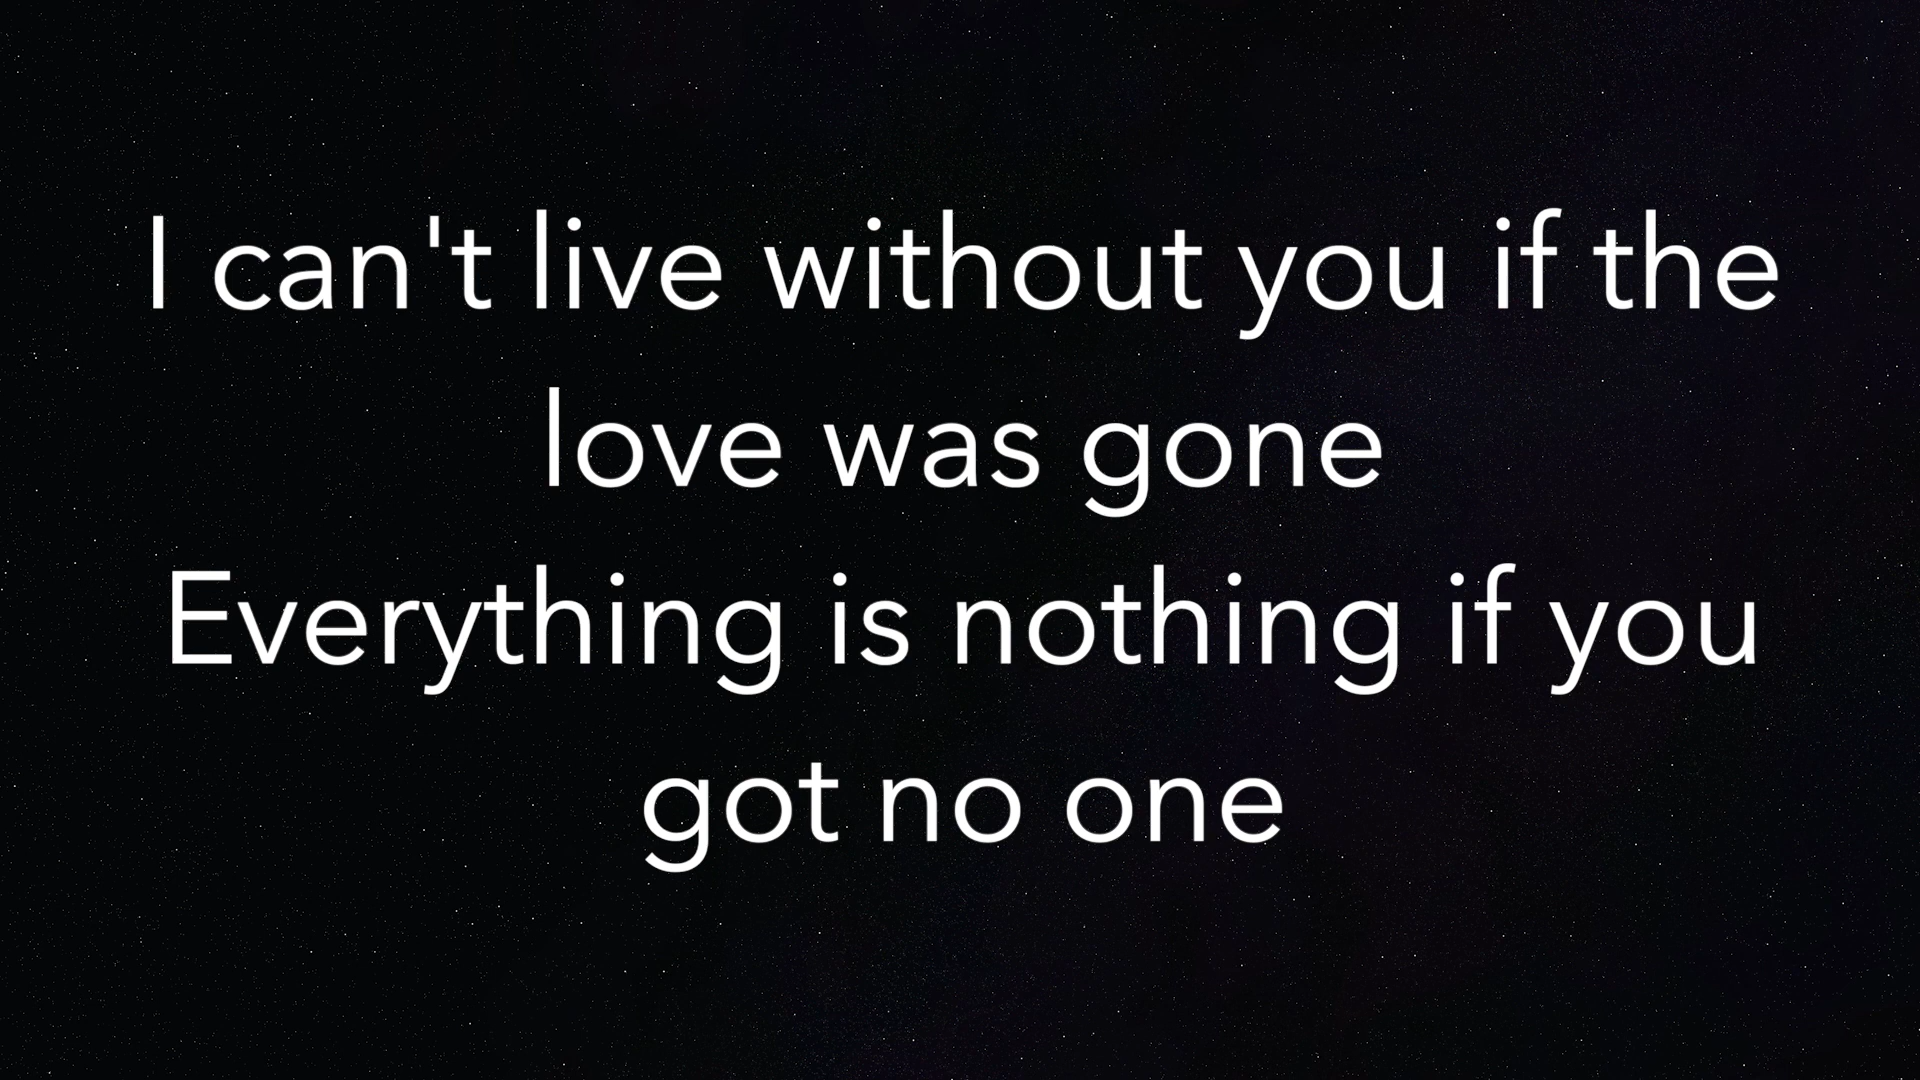 I can't live without you if the
love was gone
Everything is nothing if you
got no one